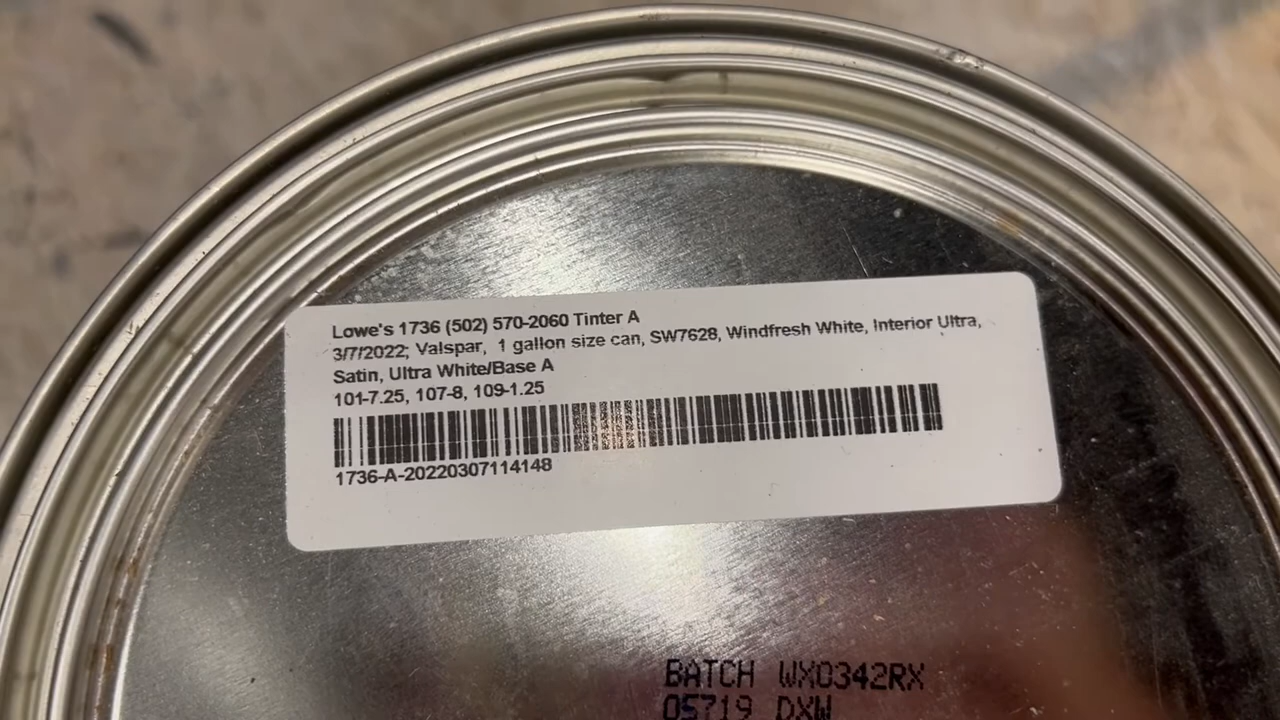 Lowe's 1736 (502) 570-2060 Tinter A
3/7/2022; Valspar, 1 gallon size can, SW7628, Windfresh White, Interior Ultra,
Satin, Ultra White/Base A
101-7.25, 107-8, 109-1.25
1736-A-20220307114148
BATCH WX0342RX
05719 DXW